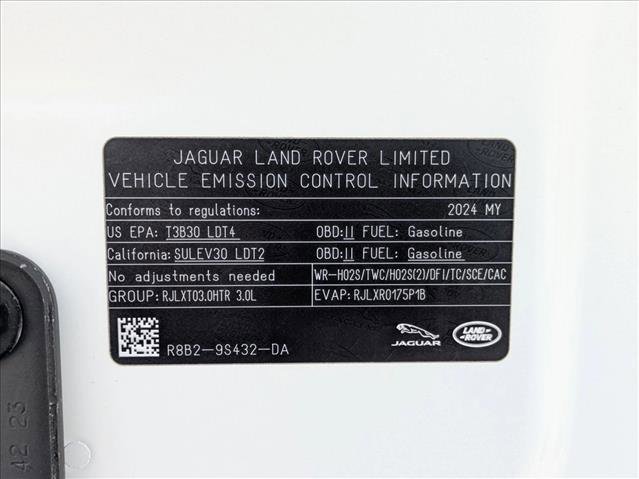 JAGUAR LAND ROVER LIMITED
VEHICLE EMISSION CONTROL INFORMATION
Conforms to regulations: 2024 MY
US EPA: T3B30 LDT4 OBD:II FUEL: Gasoline
California: SULEV30 LDT2 OBD:II FUEL: Gasoline
No adjustments needed WR-HO2S/TWC/HO2S(2)/DFI/TC/SCE/CAC
GROUP: RJLXT03.0HTR 3.0L EVAP: RJLXR0175P1B
R8B2-9S432-DA
JAGUAR
LAND-
ROVER
42 23